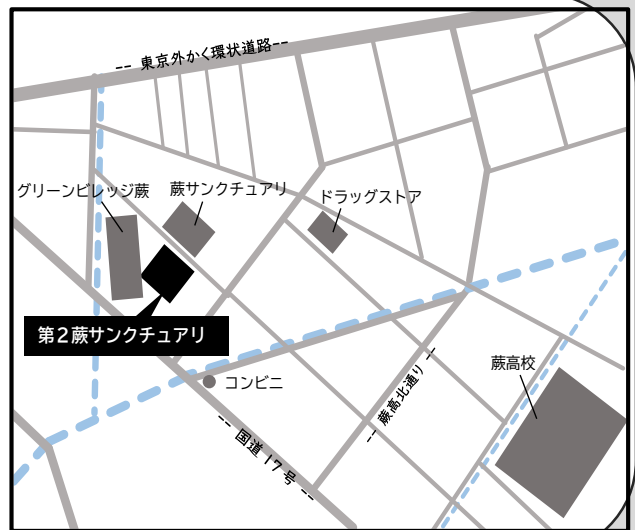 -- 東京外かく環状道路--
グリーンビレッジ蕨
蕨サンクチュアリ
ドラッグストア
第2蕨サンクチュアリ
コンビニ
蕨高校
-- 蕨高北通り --
-- 国道 17号 --